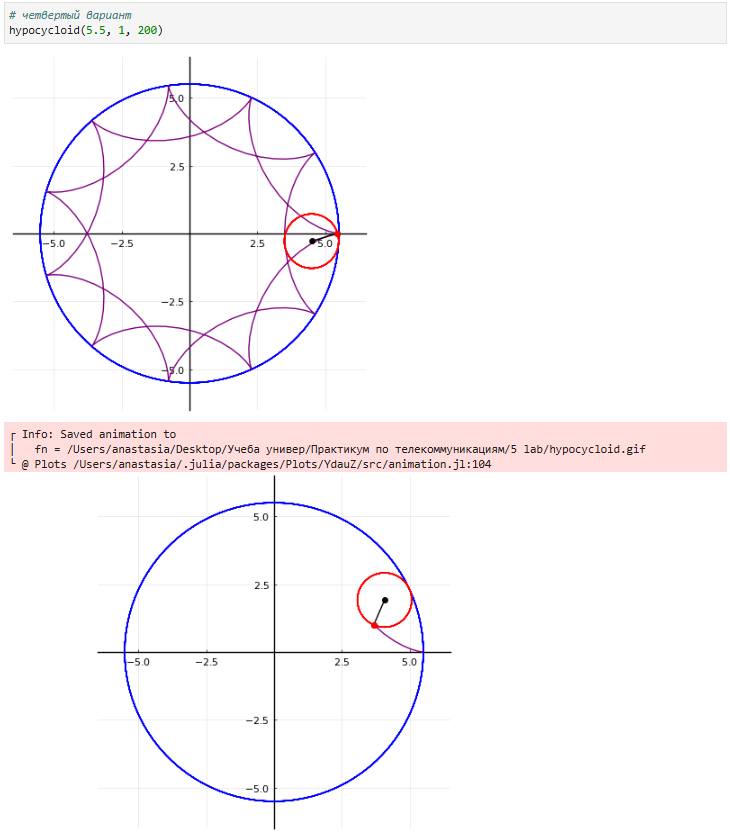 # четвертый вариант
hypocycloid(5.5, 1, 200)
5.0
2.5
−5.0 −2.5 2.5 5.0
−2.5
−5.0
┌ Info: Saved animation to
│   fn = /Users/anastasia/Desktop/Учеба универ/Практикум по телекоммуникациям/5 lab/hypocycloid.gif
└ @ Plots /Users/anastasia/.julia/packages/Plots/YdauZ/src/animation.jl:104
5.0
2.5
−5.0 −2.5 2.5 5.0
−2.5
−5.0